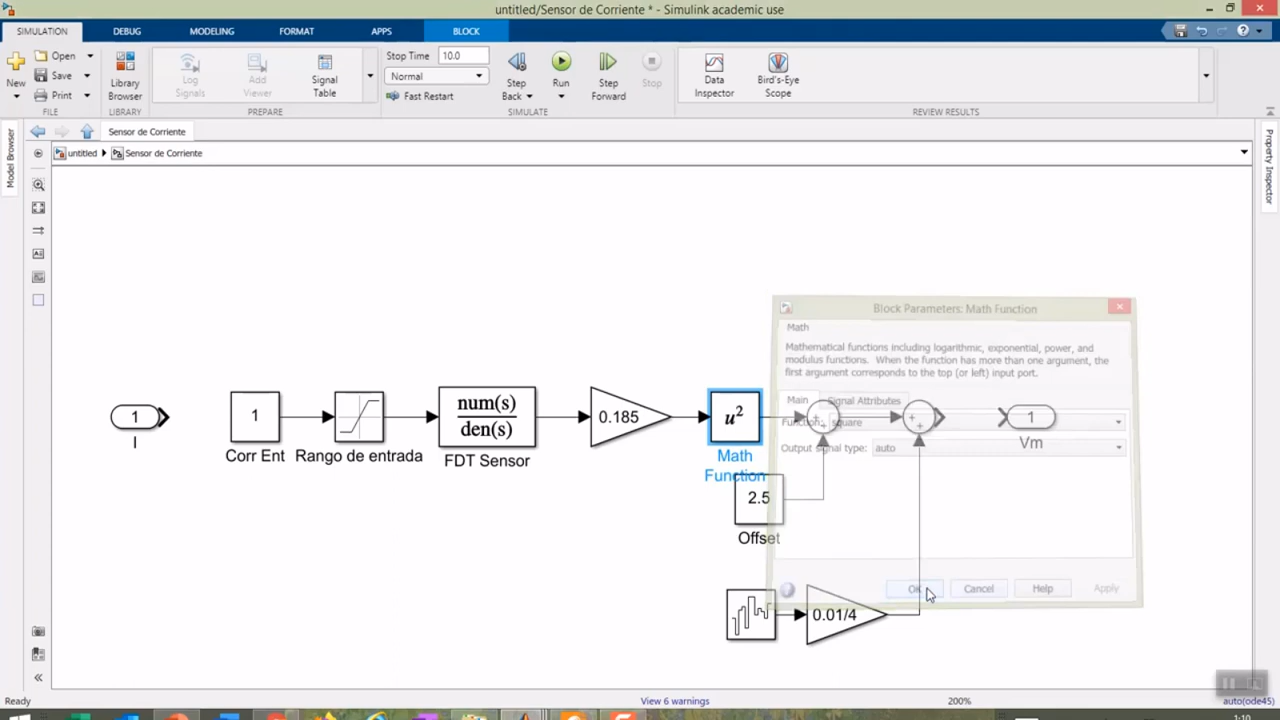 untitled/Sensor de Corriente * - Simulink academic use
SIMULATION DEBUG MODELING FORMAT APPS BLOCK
New
Open
Save
Print
FILE
Library Browser
LIBRARY
Log Signals
Add Viewer
Signal Table
PREPARE
Stop Time 10.0
Normal
Fast Restart
Step Back
Run
Step Forward
Stop
SIMULATE
Data Inspector
Bird's-Eye Scope
REVIEW RESULTS
Model Browser
Sensor de Corriente
untitled Sensor de Corriente
Property Inspector
1
I
1
Corr Ent
Rango de entrada
num(s)
den(s)
FDT Sensor
0.185
u²
Math
Function
2.5
Offset
0.01/4
1
Vm
Block Parameters: Math Function
Math
Mathematical functions including logarithmic, exponential, power, and
modulus functions. When the function has more than one argument, the
first argument corresponds to the top (or left) input port.
Main Signal Attributes
Function: square
Output signal type: auto
OK Cancel Help Apply
Ready View 6 warnings 200% auto(ode45)
1:10